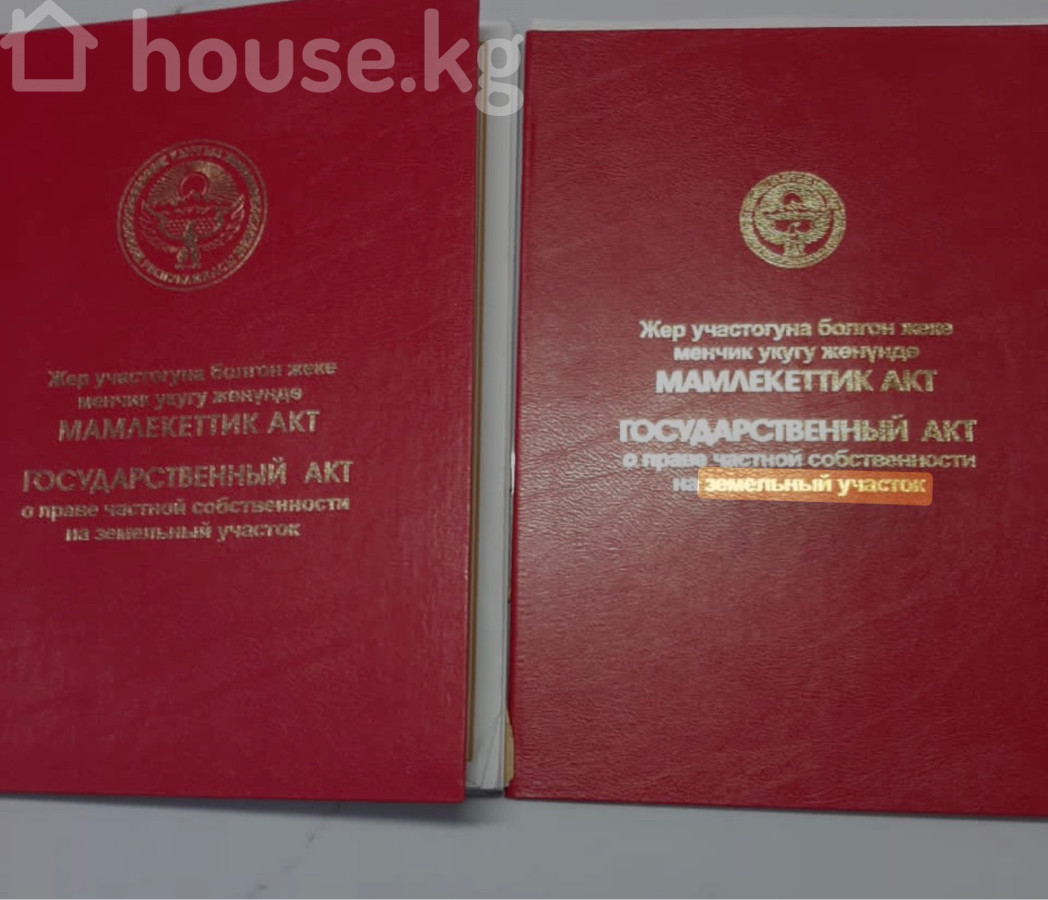 house.kg
Жер участогуна болгон жеке
менчик укугу жөнүндө
МАМЛЕКЕТТИК АКТ
ГОСУДАРСТВЕННЫЙ АКТ
о праве частной собственности
на земельный участок
Жер участогуна болгон жеке
менчик укугу жөнүндө
МАМЛЕКЕТТИК АКТ
ГОСУДАРСТВЕННЫЙ АКТ
о праве частной собственности
на земельный участок